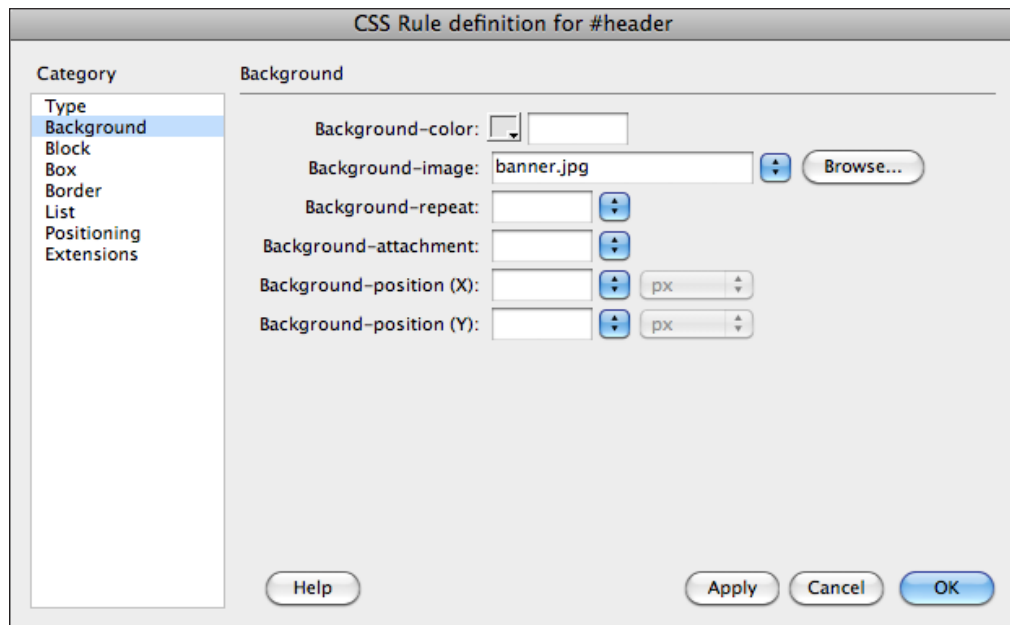 CSS Rule definition for #header
Category
Type
Background
Block
Box
Border
List
Positioning
Extensions
Background
Background-color:
Background-image: banner.jpg Browse...
Background-repeat:
Background-attachment:
Background-position (X): px
Background-position (Y): px
Help Apply Cancel OK